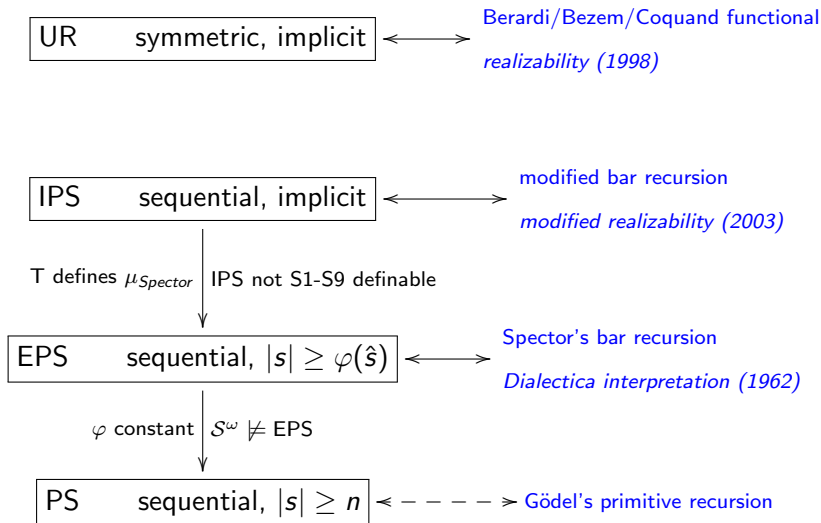 UR symmetric, implicit
Berardi/Bezem/Coquand functional
realizability (1998)
IPS sequential, implicit
modified bar recursion
modified realizability (2003)
T defines μ_Spector IPS not S1-S9 definable
EPS sequential, |s| ≥ φ(ŝ)
Spector's bar recursion
Dialectica interpretation (1962)
φ constant S^ω ⊭ EPS
PS sequential, |s| ≥ n
Gödel's primitive recursion